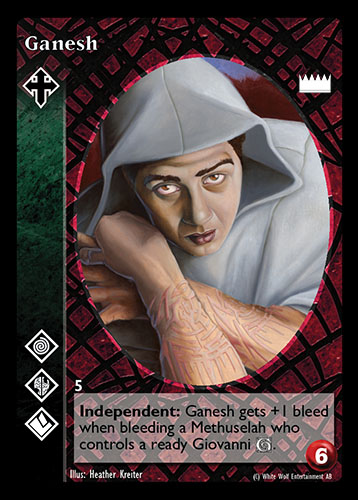 Ganesh
5
Independent: Ganesh gets +1 bleed
when bleeding a Methuselah who
controls a ready Giovanni .
6
Illus: Heather Kreiter
(C) White Wolf Entertainment AB